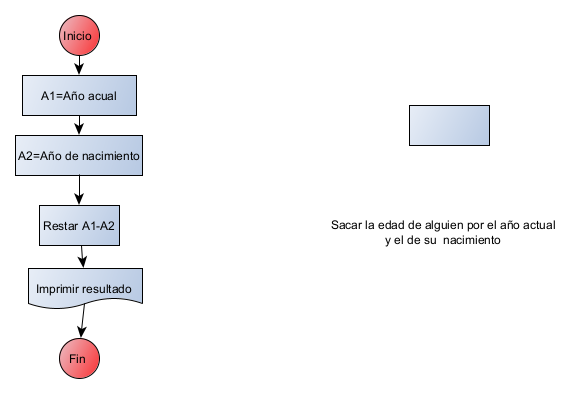 Inicio
A1=Año acual
A2=Año de nacimiento
Restar A1-A2
Imprimir resultado
Fin
Sacar la edad de alguien por el año actual
y el de su nacimiento